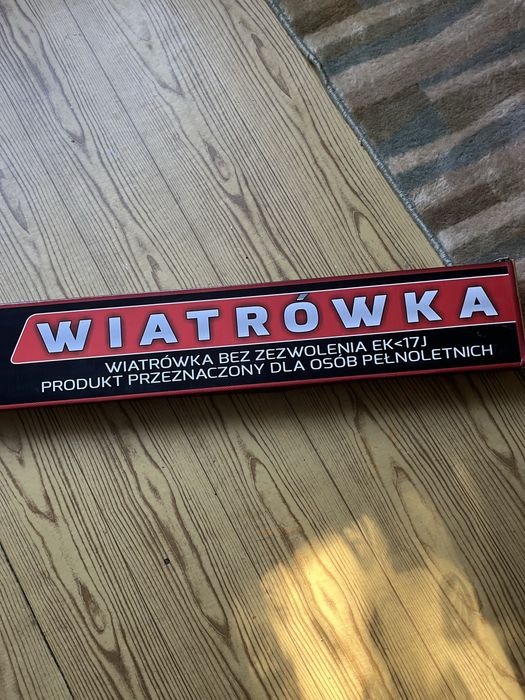 WIATRÓWKA
WIATRÓWKA BEZ ZEZWOLENIA EK<17J
PRODUKT PRZEZNACZONY DLA OSÓB PEŁNOLETNICH